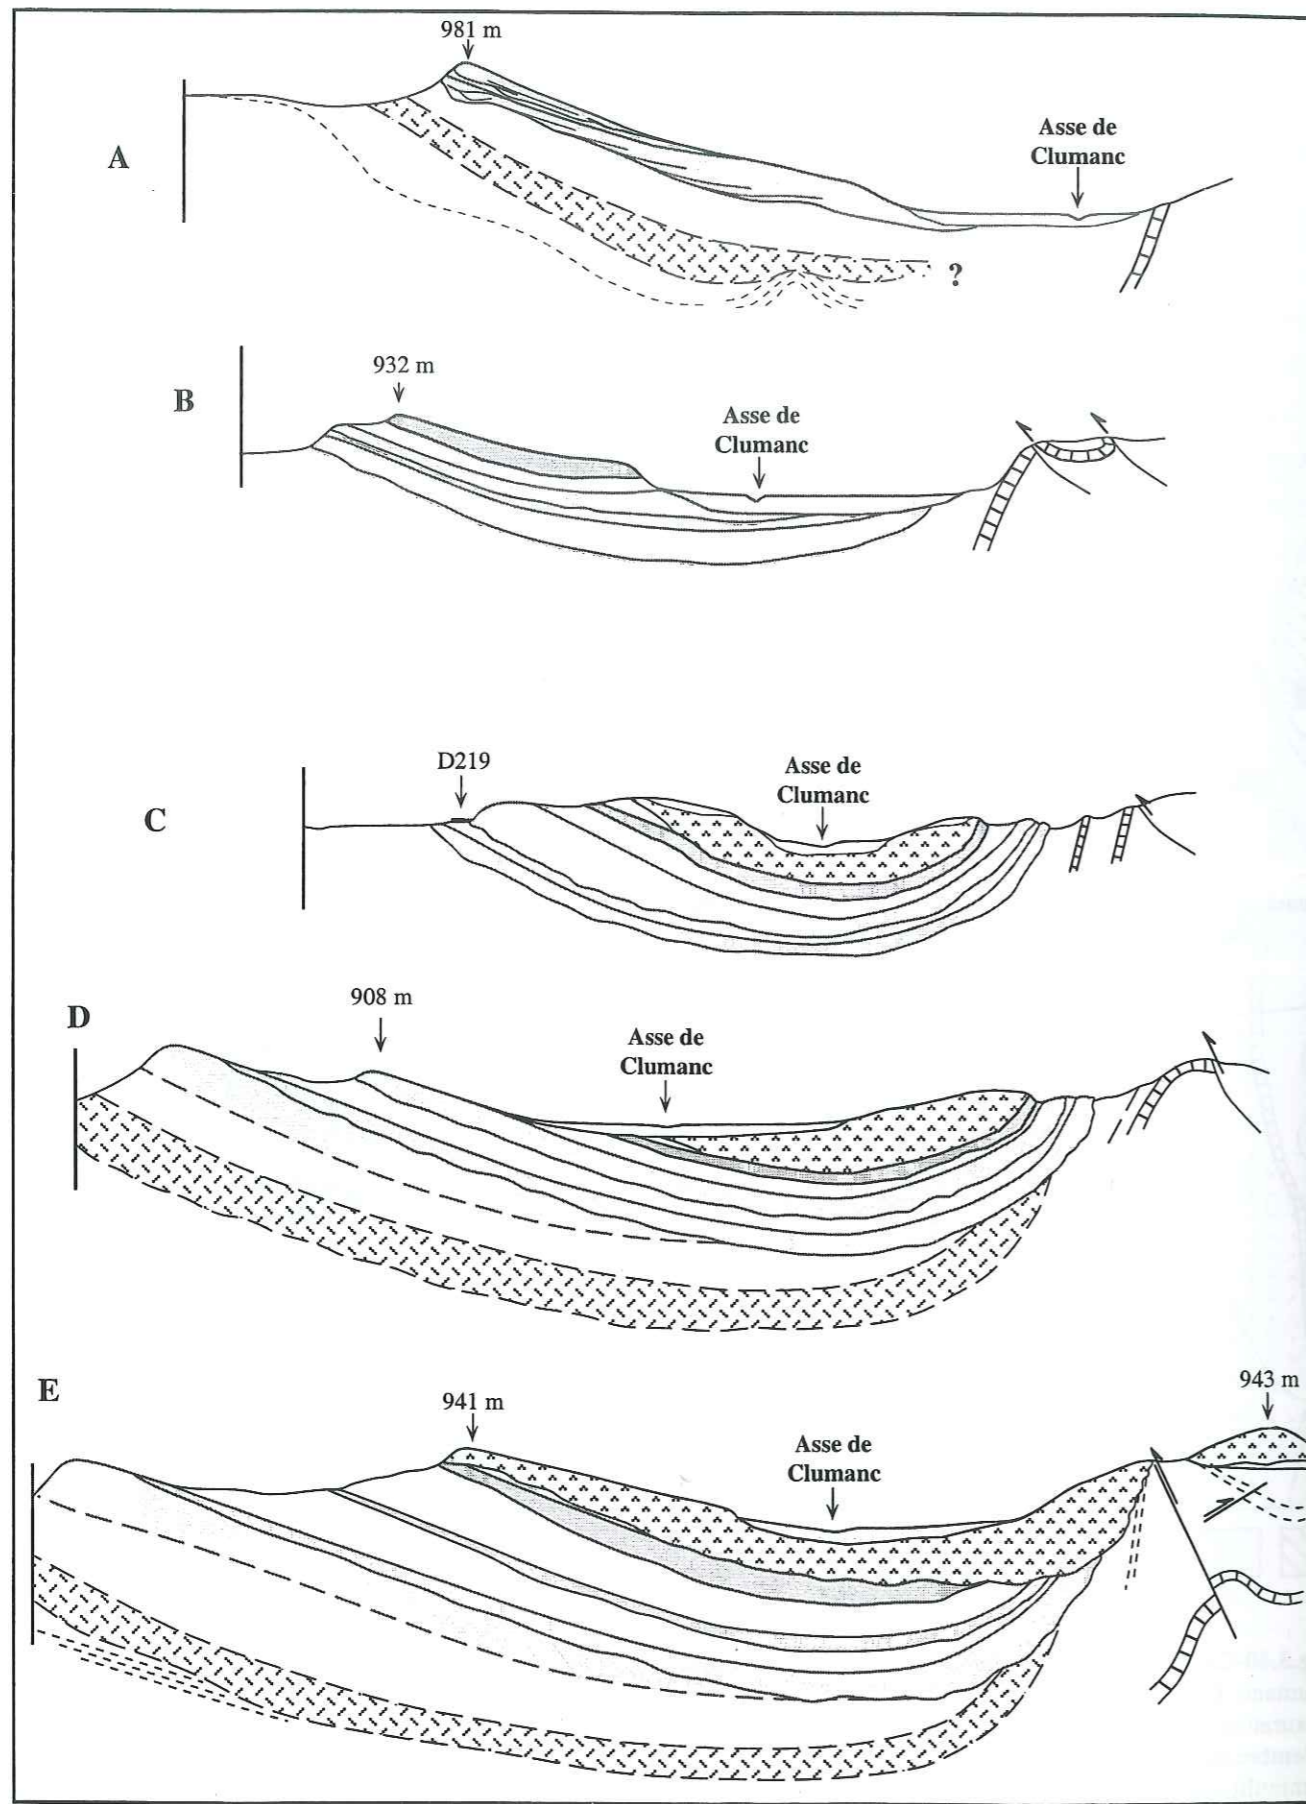 981 m
A
Asse de
Clumanc
?
932 m
B
Asse de
Clumanc
D219
C
Asse de
Clumanc
D
908 m
Asse de
Clumanc
E
941 m
Asse de
Clumanc
943 m